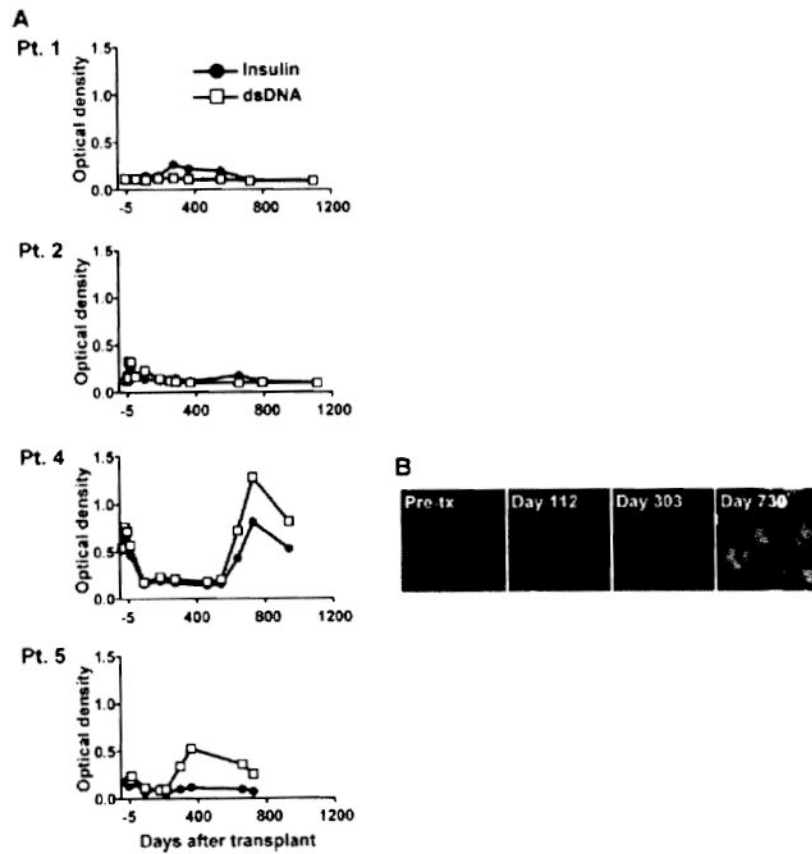 A
Pt. 1
Optical density
1.5
1.0
0.5
0.0
Insulin
dsDNA
-5 400 800 1200
Pt. 2
Optical density
1.5
1.0
0.5
0.0
-5 400 800 1200
Pt. 4
Optical density
1.5
1.0
0.5
0.0
-5 400 800 1200
B
Pre-tx Day 112 Day 303 Day 730
Pt. 5
Optical density
1.5
1.0
0.5
0.0
-5 400 800 1200
Days after transplant